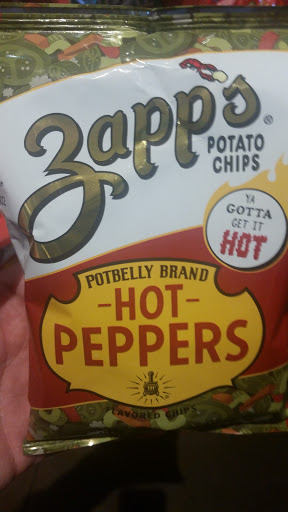 Zapp's®
POTATO
CHIPS
YA
GOTTA
GET IT
HOT
POTBELLY BRAND
-HOT-
PEPPERS
FLAVORED CHIPS